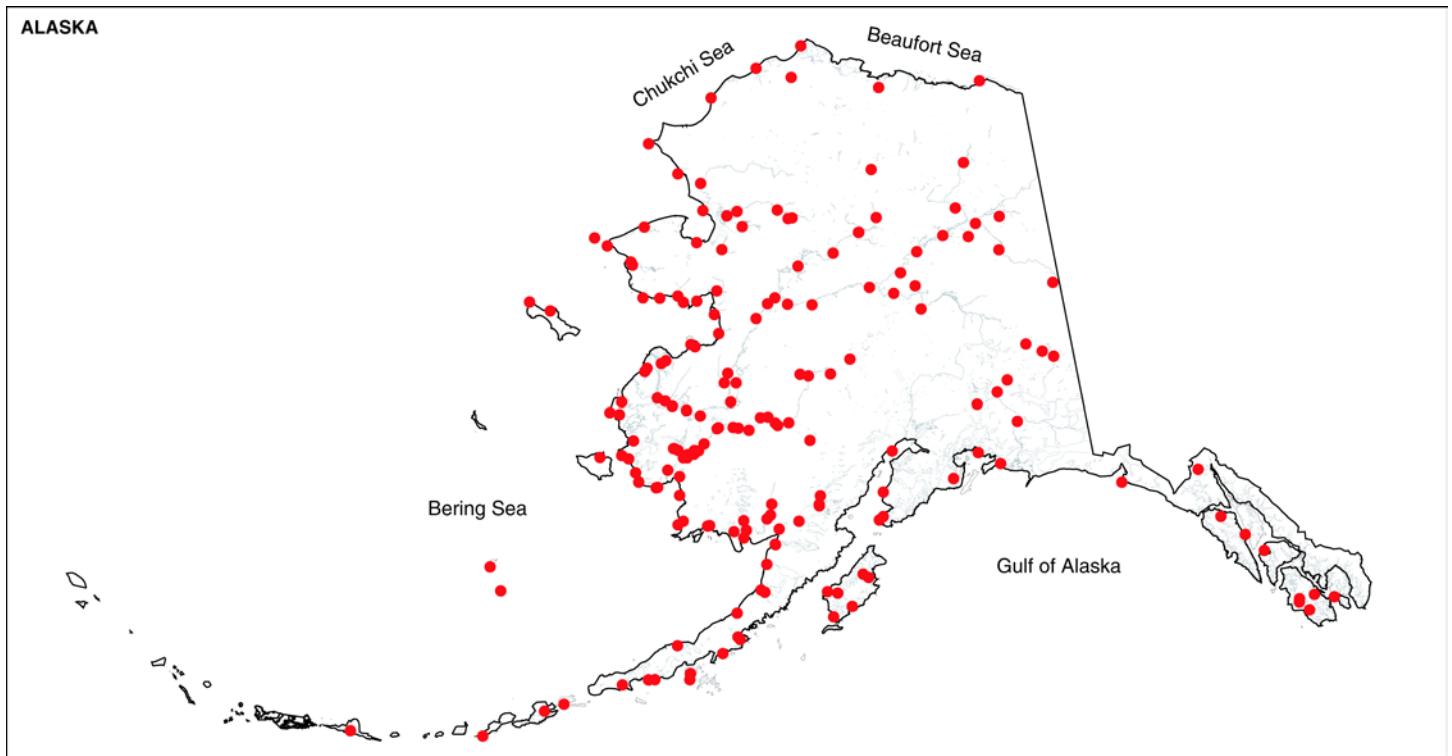 ALASKA
Beaufort Sea
Chukchi Sea
Bering Sea
Gulf of Alaska